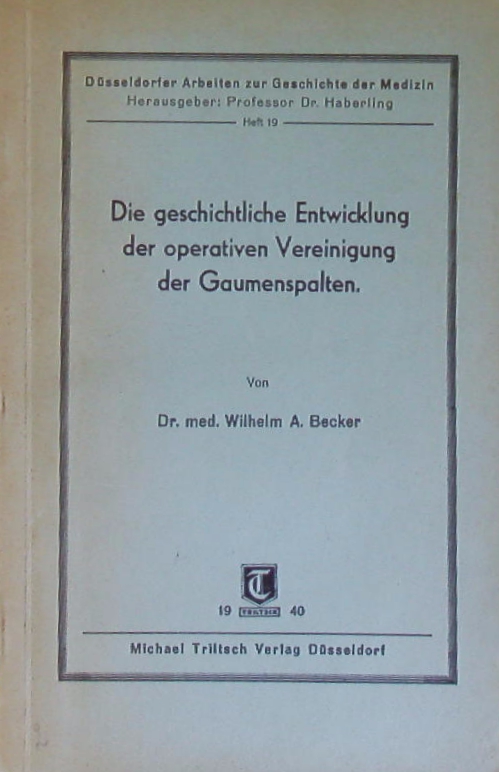 Düsseldorfer Arbeiten zur Geschichte der Medizin
Herausgeber: Professor Dr. Haberling
Heft 19
Die geschichtliche Entwicklung
der operativen Vereinigung
der Gaumenspalten.
Von
Dr. med. Wilhelm A. Becker
T
19 TRILTSCH 40
Michael Triltsch Verlag Düsseldorf